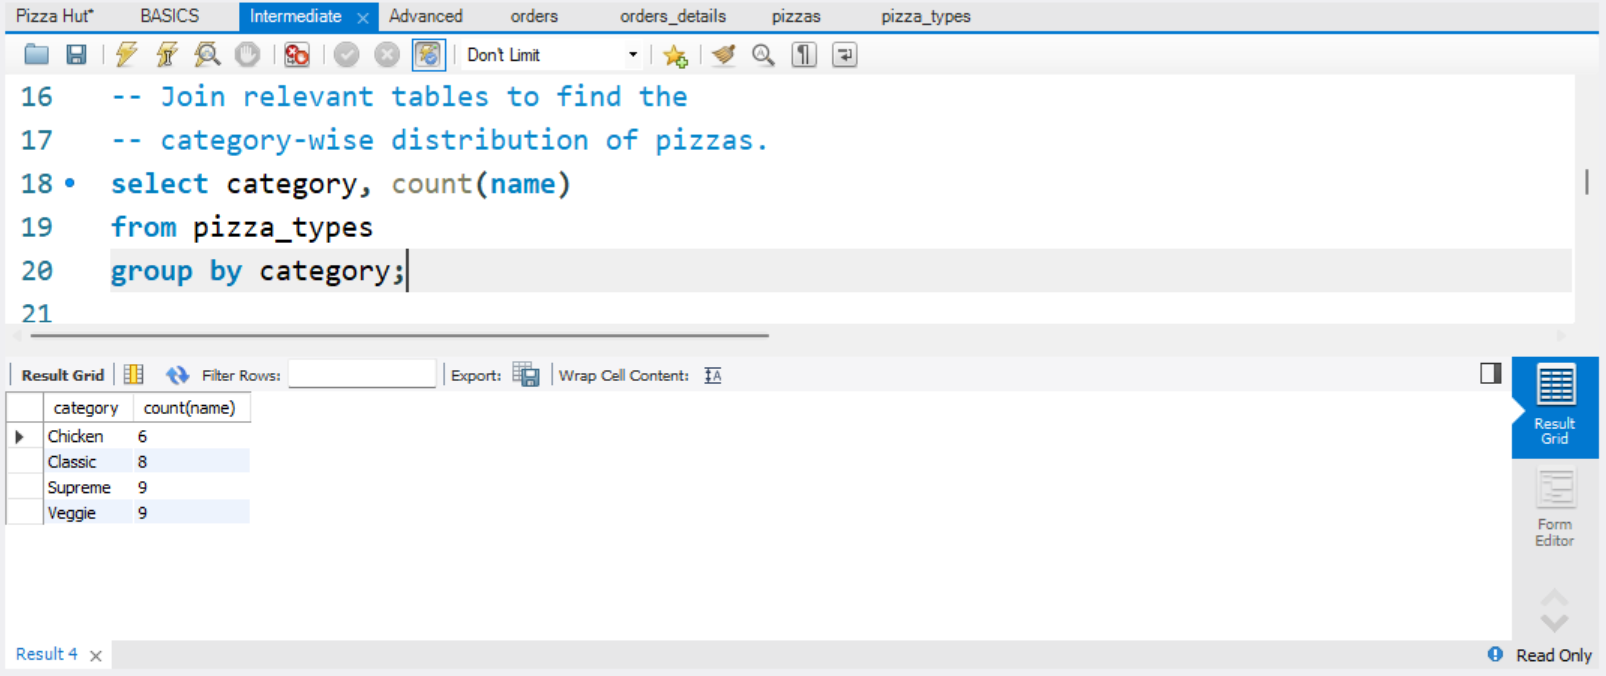 Pizza Hut* BASICS Intermediate Advanced orders orders_details pizzas pizza_types
Don't Limit
16 -- Join relevant tables to find the
17 -- category-wise distribution of pizzas.
18 select category, count(name)
19 from pizza_types
20 group by category;
21
Result Grid Filter Rows: Export: Wrap Cell Content:
category count(name)
Chicken 6
Classic 8
Supreme 9
Veggie 9
Result
Grid
Form
Editor
Result 4 Read Only